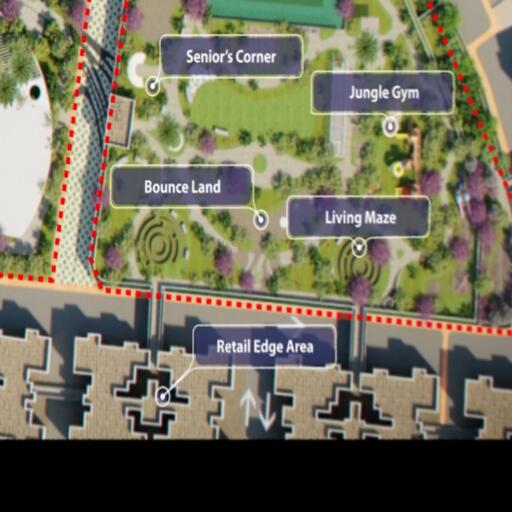 Senior's Corner
Jungle Gym
Bounce Land
Living Maze
Retail Edge Area